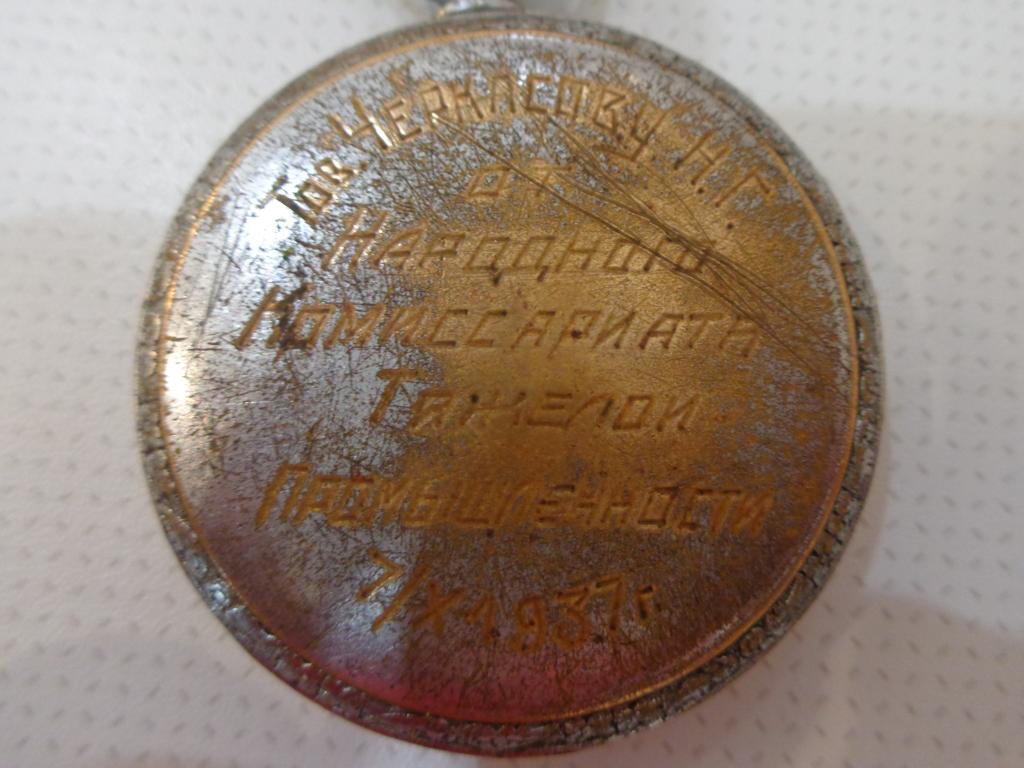 Тов. Черкасову Н.Г.
от
Народного
Комиссариата
Тяжелой
Промышленности
7/X 1937 г.